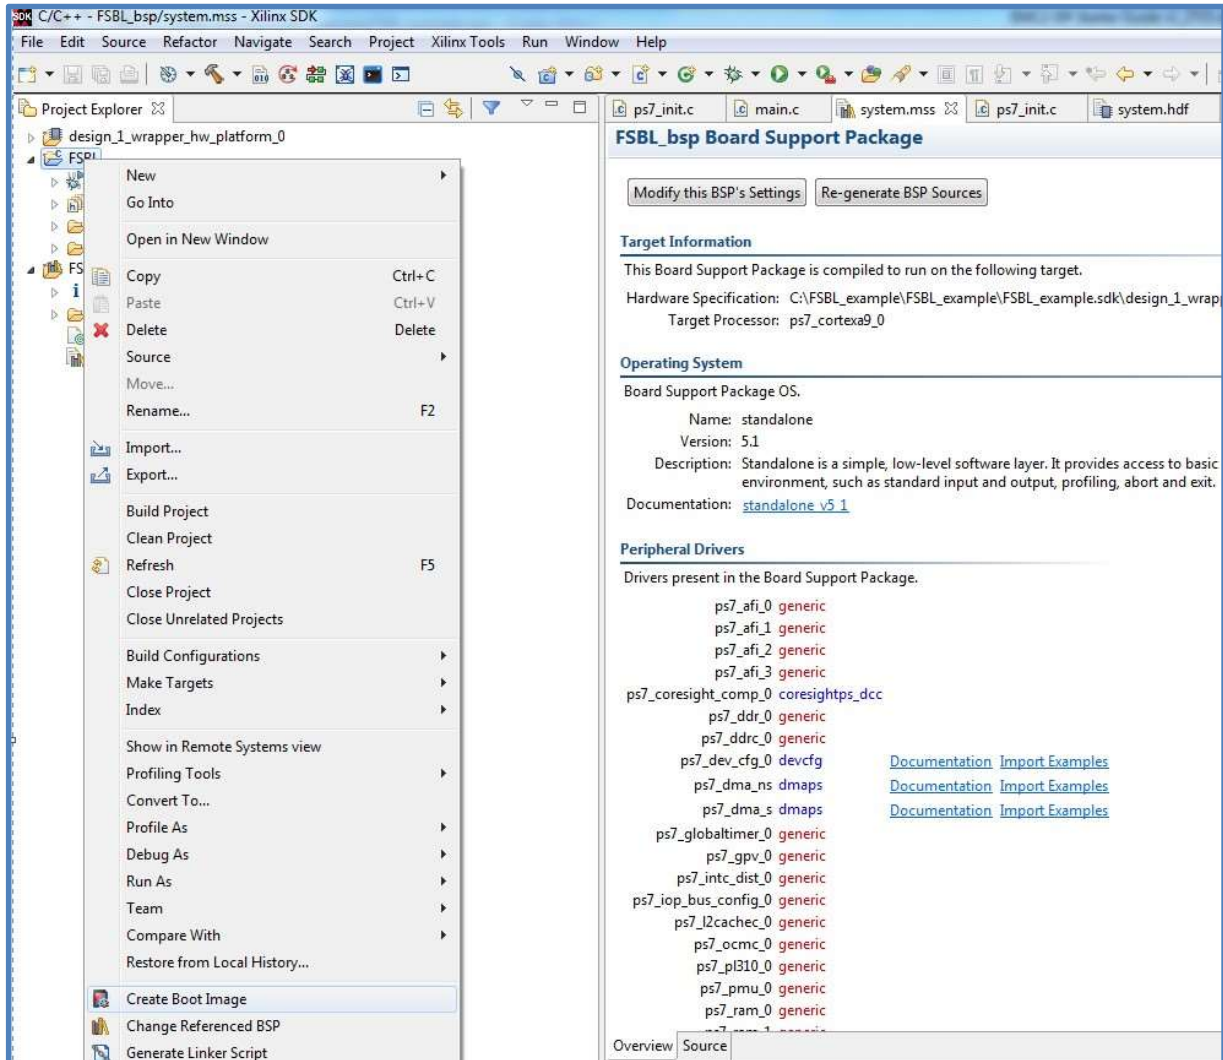 SDK C/C++ - FSBL_bsp/system.mss - Xilinx SDK
File Edit Source Refactor Navigate Search Project Xilinx Tools Run Window Help
Project Explorer
design_1_wrapper_hw_platform_0
FSBL
FS
New
Go Into
Open in New Window
Copy Ctrl+C
Paste Ctrl+V
Delete Delete
Source
Move...
Rename... F2
Import...
Export...
Build Project
Clean Project
Refresh F5
Close Project
Close Unrelated Projects
Build Configurations
Make Targets
Index
Show in Remote Systems view
Profiling Tools
Convert To...
Profile As
Debug As
Run As
Team
Compare With
Restore from Local History...
Create Boot Image
Change Referenced BSP
Generate Linker Script
ps7_init.c main.c system.mss ps7_init.c system.hdf
FSBL_bsp Board Support Package
Modify this BSP's Settings Re-generate BSP Sources
Target Information
This Board Support Package is compiled to run on the following target.
Hardware Specification: C:\FSBL_example\FSBL_example\FSBL_example.sdk\design_1_wrapp
Target Processor: ps7_cortexa9_0
Operating System
Board Support Package OS.
Name: standalone
Version: 5.1
Description: Standalone is a simple, low-level software layer. It provides access to basic
environment, such as standard input and output, profiling, abort and exit.
Documentation: standalone_v5_1
Peripheral Drivers
Drivers present in the Board Support Package.
ps7_afi_0 generic
ps7_afi_1 generic
ps7_afi_2 generic
ps7_afi_3 generic
ps7_coresight_comp_0 coresightps_dcc
ps7_ddr_0 generic
ps7_ddrc_0 generic
ps7_dev_cfg_0 devcfg Documentation Import Examples
ps7_dma_ns dmaps Documentation Import Examples
ps7_dma_s dmaps Documentation Import Examples
ps7_globaltimer_0 generic
ps7_gpv_0 generic
ps7_intc_dist_0 generic
ps7_iop_bus_config_0 generic
ps7_l2cachec_0 generic
ps7_ocmc_0 generic
ps7_pl310_0 generic
ps7_pmu_0 generic
ps7_ram_0 generic
ps7_ram_1 generic
Overview Source